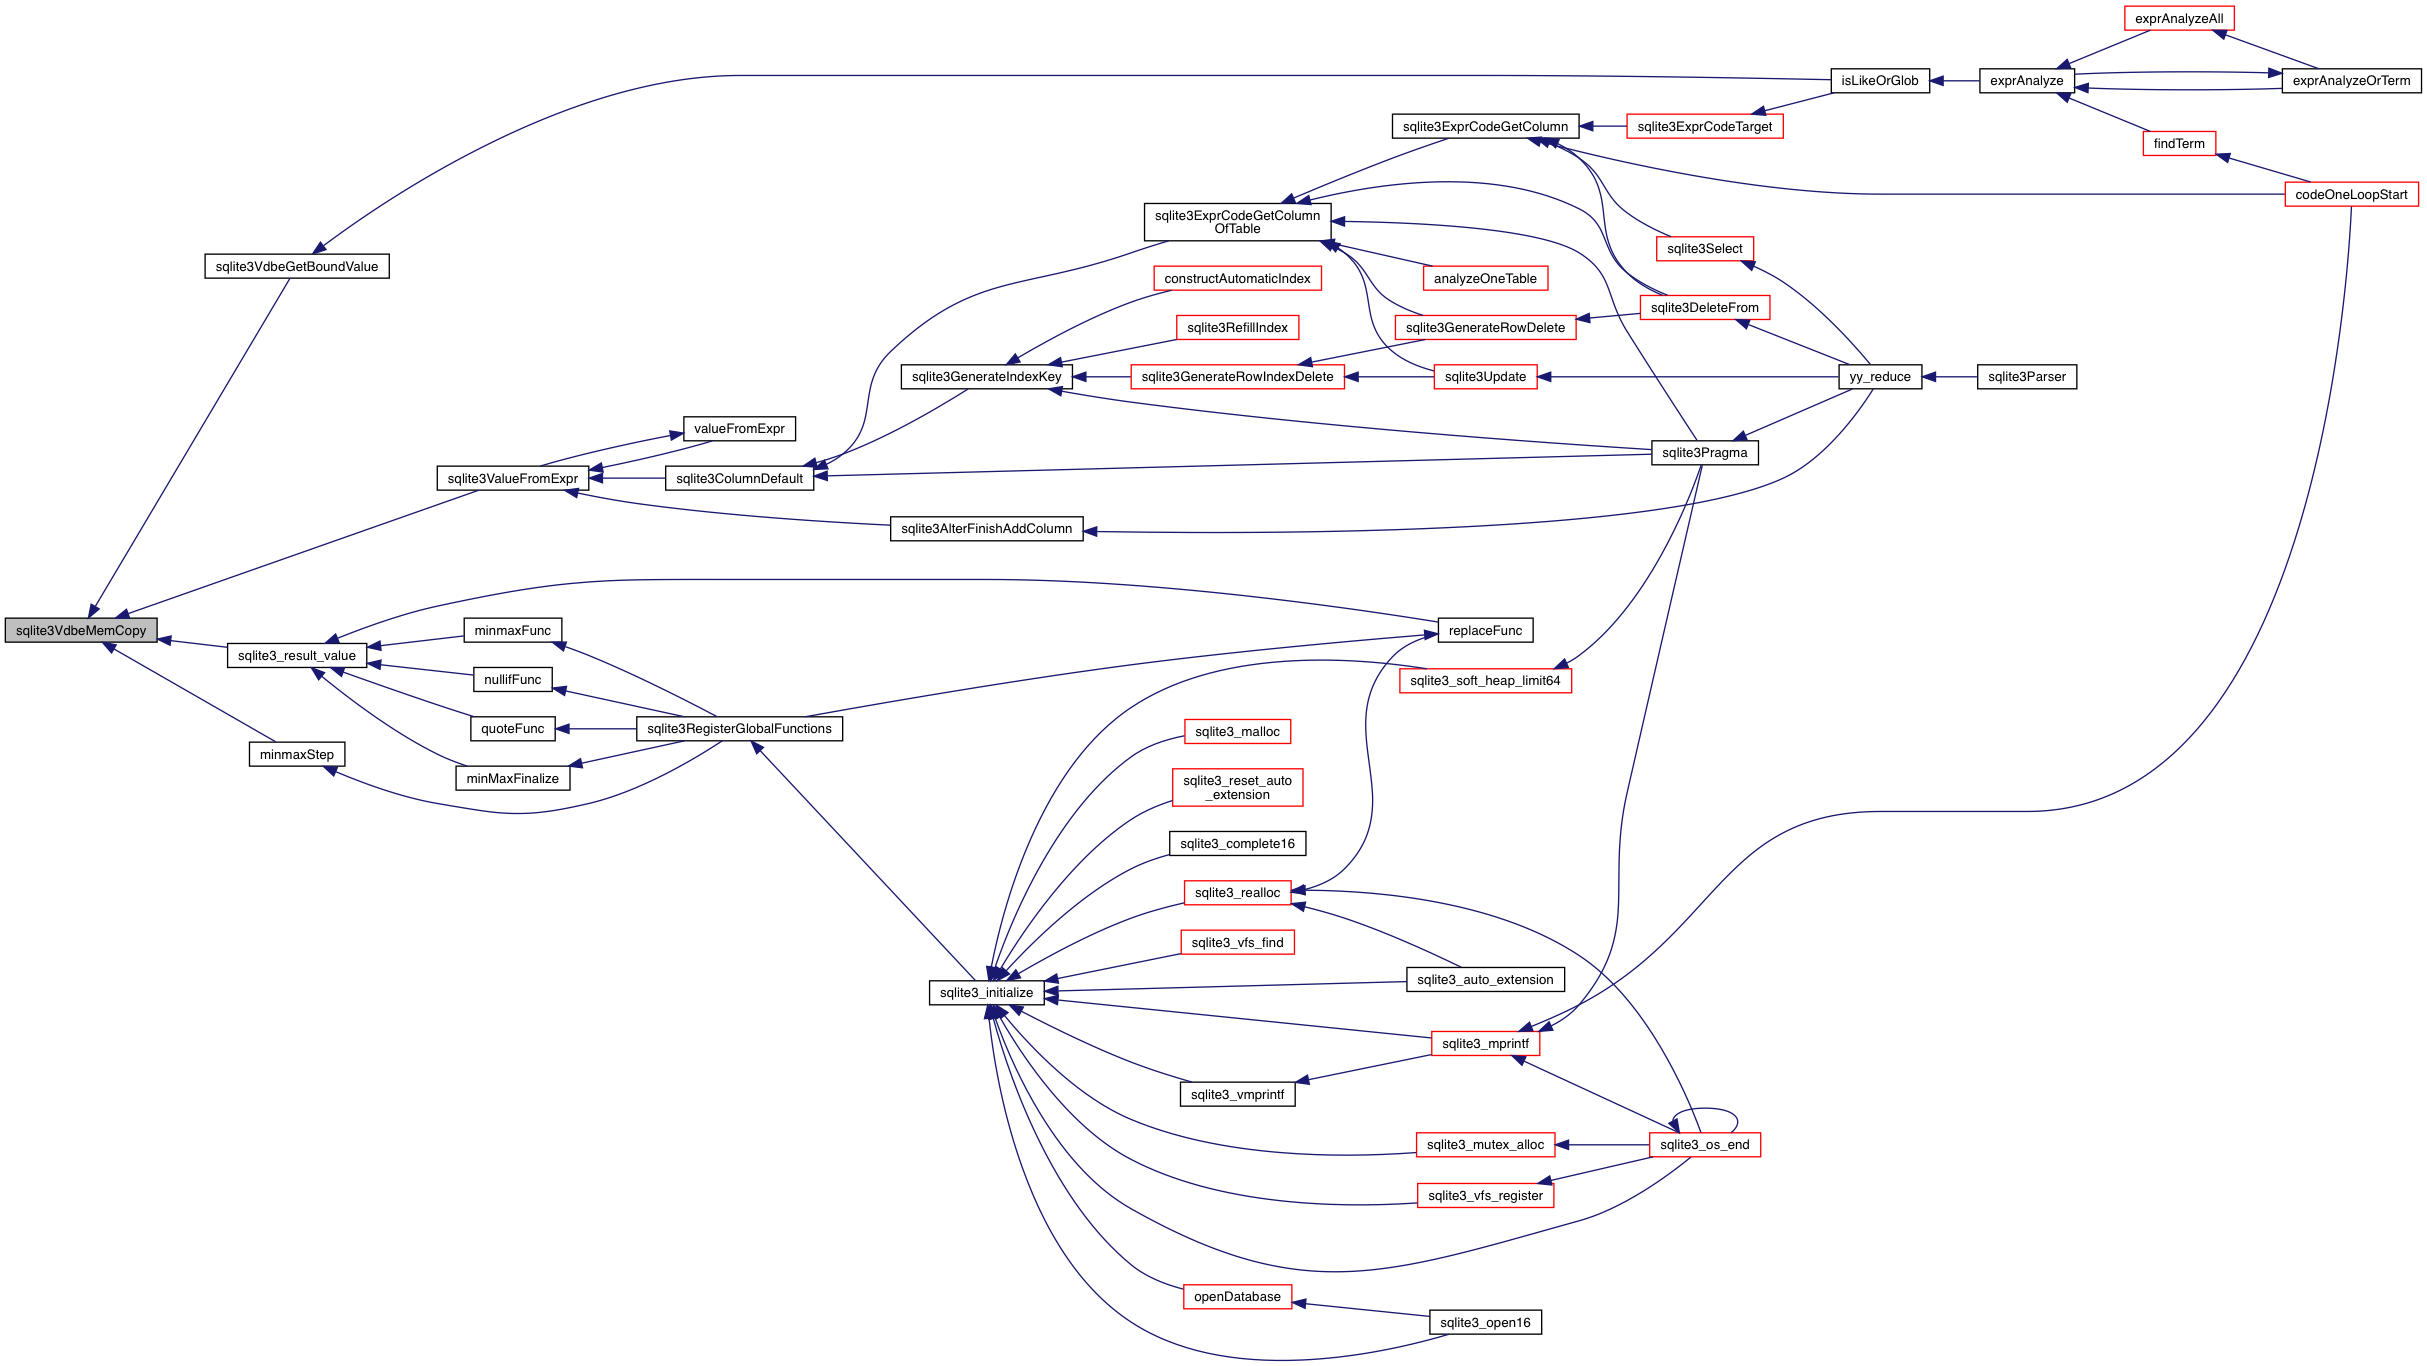 exprAnalyzeAll
isLikeOrGlob
exprAnalyze
exprAnalyzeOrTerm
sqlite3ExprCodeGetColumn
sqlite3ExprCodeTarget
findTerm
codeOneLoopStart
sqlite3ExprCodeGetColumn
OfTable
sqlite3Select
sqlite3VdbeGetBoundValue
constructAutomaticIndex
analyzeOneTable
sqlite3DeleteFrom
sqlite3RefillIndex
sqlite3GenerateRowDelete
sqlite3GenerateIndexKey
sqlite3GenerateRowIndexDelete
sqlite3Update
yy_reduce
sqlite3Parser
valueFromExpr
sqlite3Pragma
sqlite3ValueFromExpr
sqlite3ColumnDefault
sqlite3AlterFinishAddColumn
sqlite3VdbeMemCopy
minmaxFunc
replaceFunc
sqlite3_result_value
nullifFunc
sqlite3_soft_heap_limit64
quoteFunc
sqlite3RegisterGlobalFunctions
sqlite3_malloc
minmaxStep
minMaxFinalize
sqlite3_reset_auto
_extension
sqlite3_complete16
sqlite3_realloc
sqlite3_vfs_find
sqlite3_auto_extension
sqlite3_initialize
sqlite3_mprintf
sqlite3_vmprintf
sqlite3_mutex_alloc
sqlite3_os_end
sqlite3_vfs_register
openDatabase
sqlite3_open16